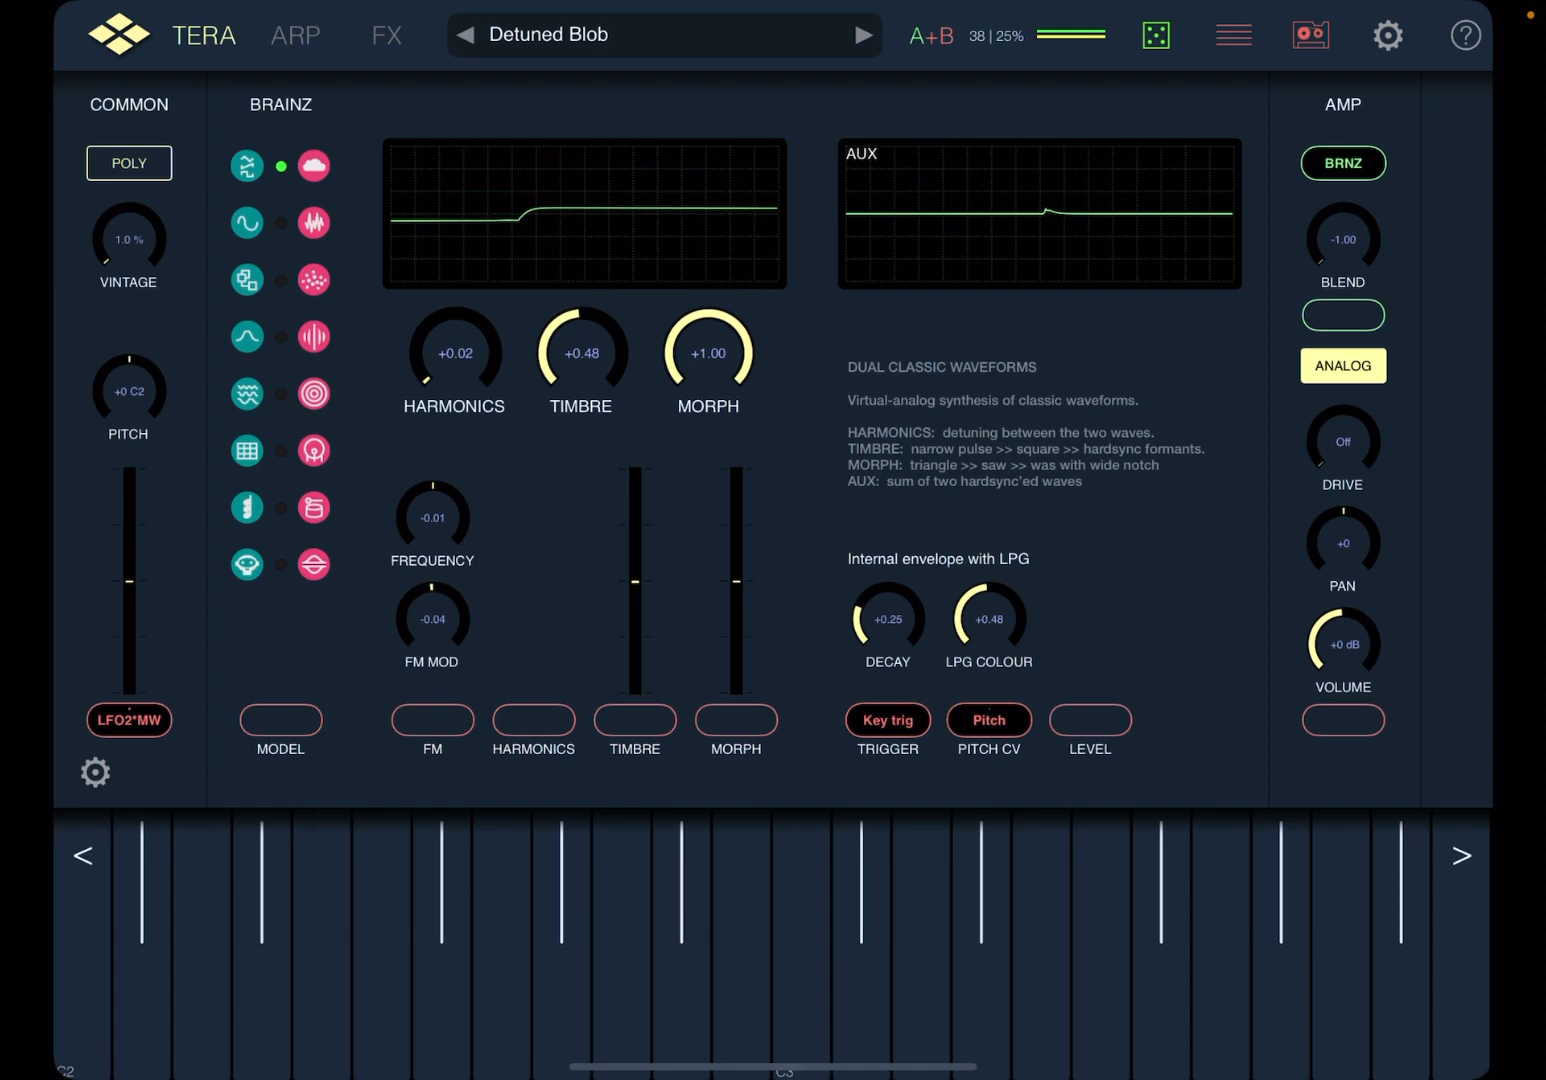 TERA
ARP
FX
Detuned Blob
A+B
38 | 25%
COMMON
BRAINZ
AMP
POLY
AUX
BRNZ
1.0 %
VINTAGE
-1.00
BLEND
+0.02
HARMONICS
+0.48
TIMBRE
+1.00
MORPH
ANALOG
+0 C2
PITCH
DUAL CLASSIC WAVEFORMS
Virtual-analog synthesis of classic waveforms.
HARMONICS: detuning between the two waves.
TIMBRE: narrow pulse >> square >> hardsync formants.
MORPH: triangle >> saw >> was with wide notch
AUX: sum of two hardsync'ed waves
Off
DRIVE
-0.01
FREQUENCY
+0
PAN
Internal envelope with LPG
-0.04
FM MOD
+0.25
DECAY
+0.48
LPG COLOUR
+0 dB
VOLUME
LFO2*MW
MODEL
FM
HARMONICS
TIMBRE
MORPH
Key trig
TRIGGER
Pitch
PITCH CV
LEVEL
<
>
C2
C3